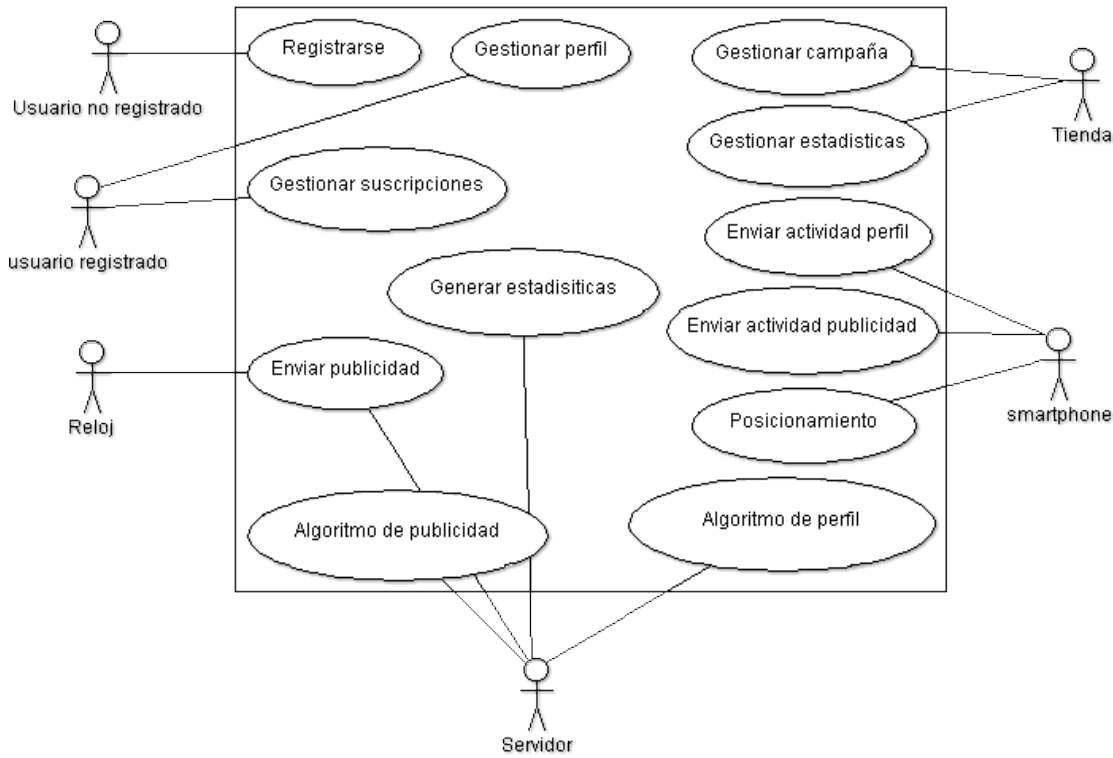 Registrarse
Gestionar perfil
Gestionar campaña
Usuario no registrado
Tienda
Gestionar estadisticas
Gestionar suscripciones
Enviar actividad perfil
usuario registrado
Generar estadisiticas
Enviar actividad publicidad
Enviar publicidad
Reloj
smartphone
Posicionamiento
Algoritmo de publicidad
Algoritmo de perfil
Servidor